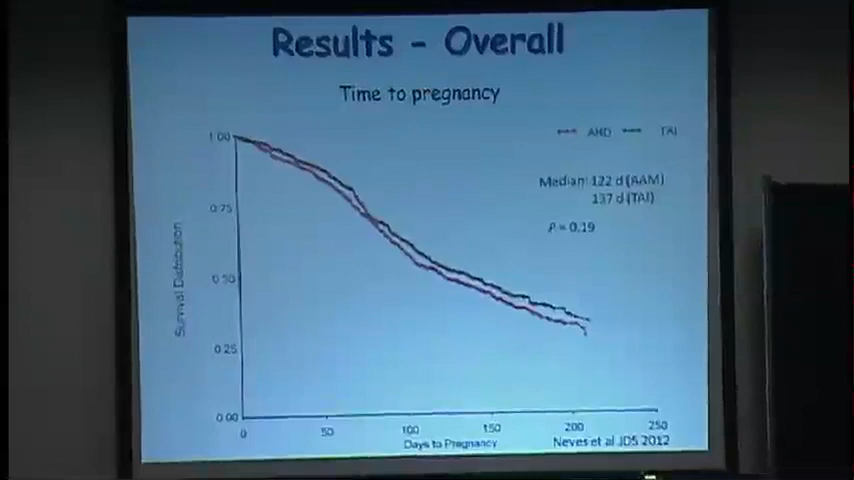 Results - Overall
Time to pregnancy
TAI
Median: 122 d (AAM)
137 d (TAI)
P = 0.19
1.00
0.75
0.50
0.25
0.00
Survival Distribution
0
50
100
150
200
250
Days to Pregnancy
Neves et al JDS 2012